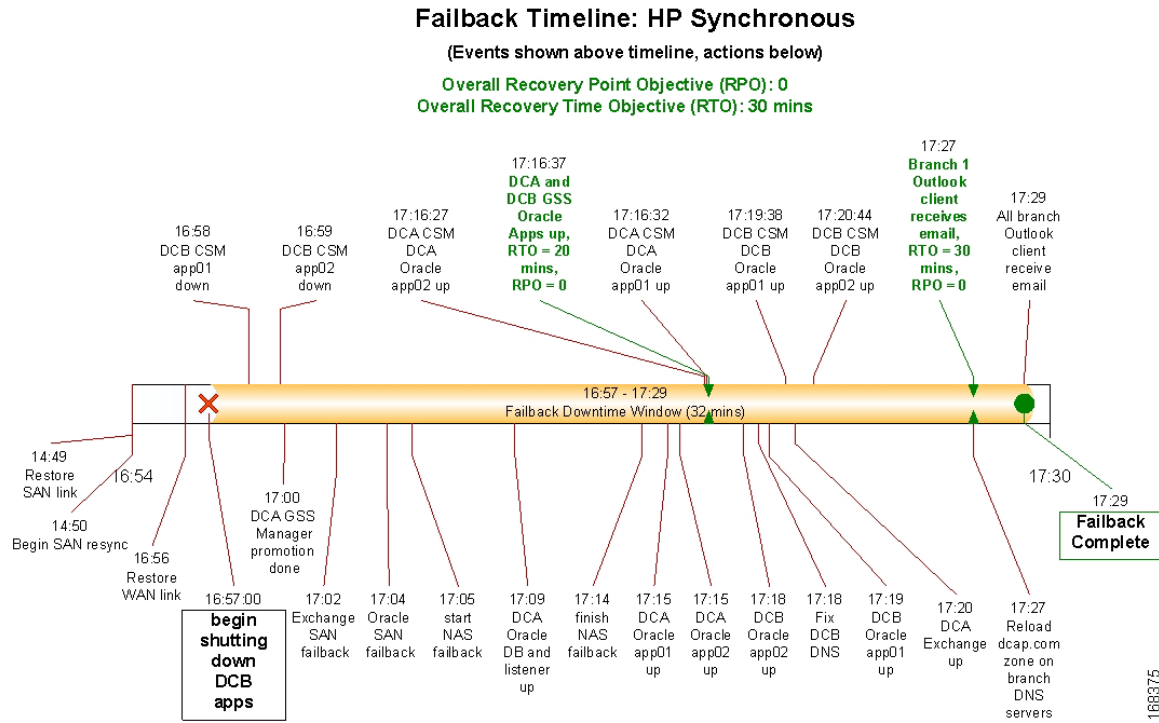 Failback Timeline: HP Synchronous
(Events shown above timeline, actions below)
Overall Recovery Point Objective (RPO): 0
Overall Recovery Time Objective (RTO): 30 mins
16:58
DCB CSM
app01
down
16:59
DCB CSM
app02
down
17:16:27
DCA CSM
DCA
Oracle
app02 up
17:16:37
DCA and
DCB GSS
Oracle
Apps up,
RTO = 20
mins,
RPO = 0
17:16:32
DCA CSM
DCA
Oracle
app01 up
17:19:38
DCB CSM
DCB
Oracle
app01 up
17:20:44
DCB CSM
DCB
Oracle
app02 up
17:27
Branch 1
Outlook
client
receives
email,
RTO = 30
mins,
RPO = 0
17:29
All branch
Outlook
client
receive
email
16:57 - 17:29
Failback Downtime Window (32 mins)
14:49
Restore
SAN link
16:54
14:50
Begin SAN resync
16:56
Restore
WAN link
16:57:00
begin
shutting
down
DCB
apps
17:00
DCA GSS
Manager
promotion
done
17:02
Exchange
SAN
failback
17:04
Oracle
SAN
failback
17:05
start
NAS
failback
17:09
DCA
Oracle
DB and
listener
up
17:14
finish
NAS
failback
17:15
DCA
Oracle
app01
up
17:15
DCA
Oracle
app02 up
17:18
DCB
Oracle
app02
up
17:18
Fix
DCB
DNS
17:19
DCB
Oracle
app01 up
17:20
DCA
Exchange
up
17:27
Reload
dcap.com
zone on
branch
DNS
servers
17:30
17:29
Failback
Complete
168375